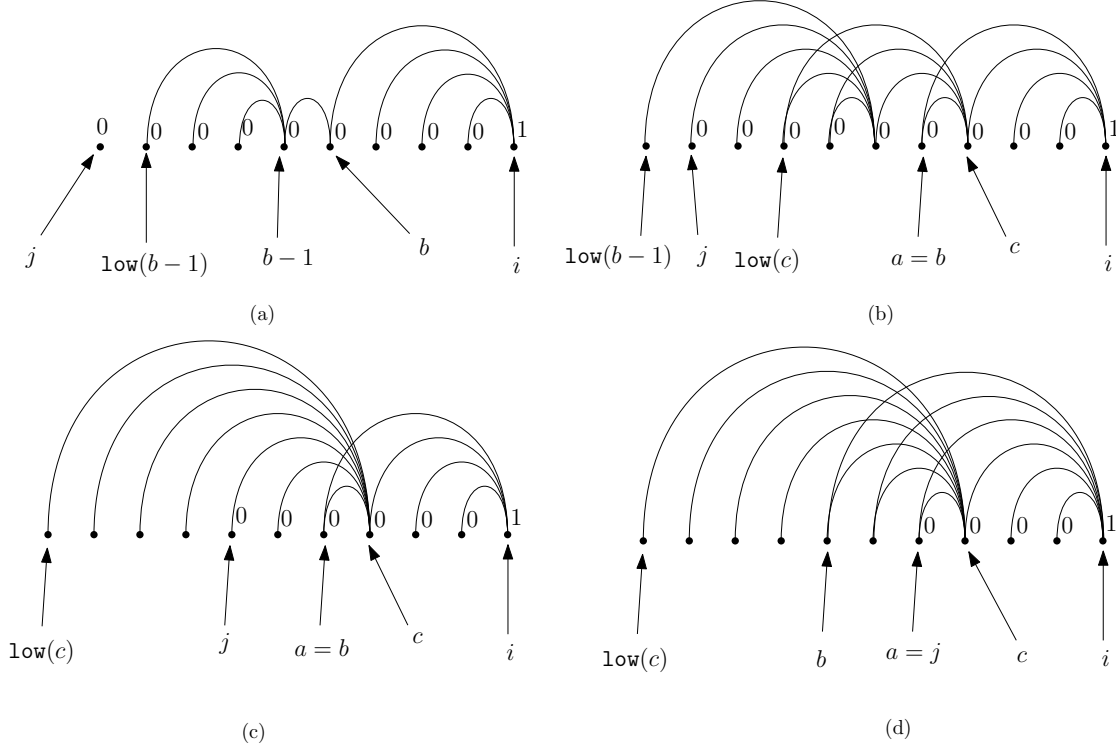 0 0 0 0 0 0 0 0 0 1
j low(b − 1) b − 1 b i
(a)
0 0 0 0 0 0 0 0 0 1
low(b − 1) j low(c) a = b c i
(b)
0 0 0 0 0 0 1
low(c) j a = b c i
(c)
0 0 0 0 1
low(c) b a = j c i
(d)